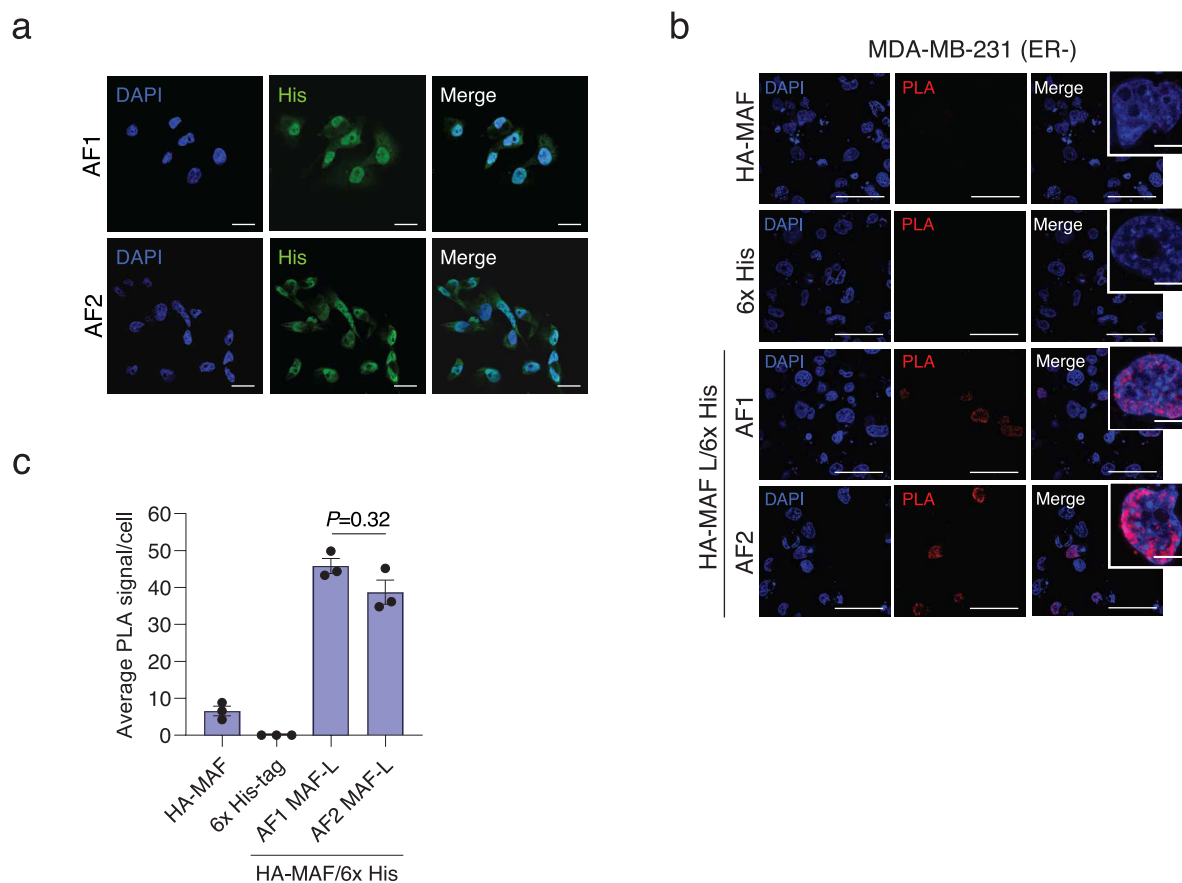 a
AF1
DAPI
His
Merge
AF2
DAPI
His
Merge
b
MDA-MB-231 (ER-)
HA-MAF
DAPI
PLA
Merge
6x His
DAPI
PLA
Merge
HA-MAF L/6x His
AF1
DAPI
PLA
Merge
AF2
DAPI
PLA
Merge
c
Average PLA signal/cell
60
50
40
30
20
10
0
P=0.32
HA-MAF
6x His-tag
AF1 MAF-L
AF2 MAF-L
HA-MAF/6x His